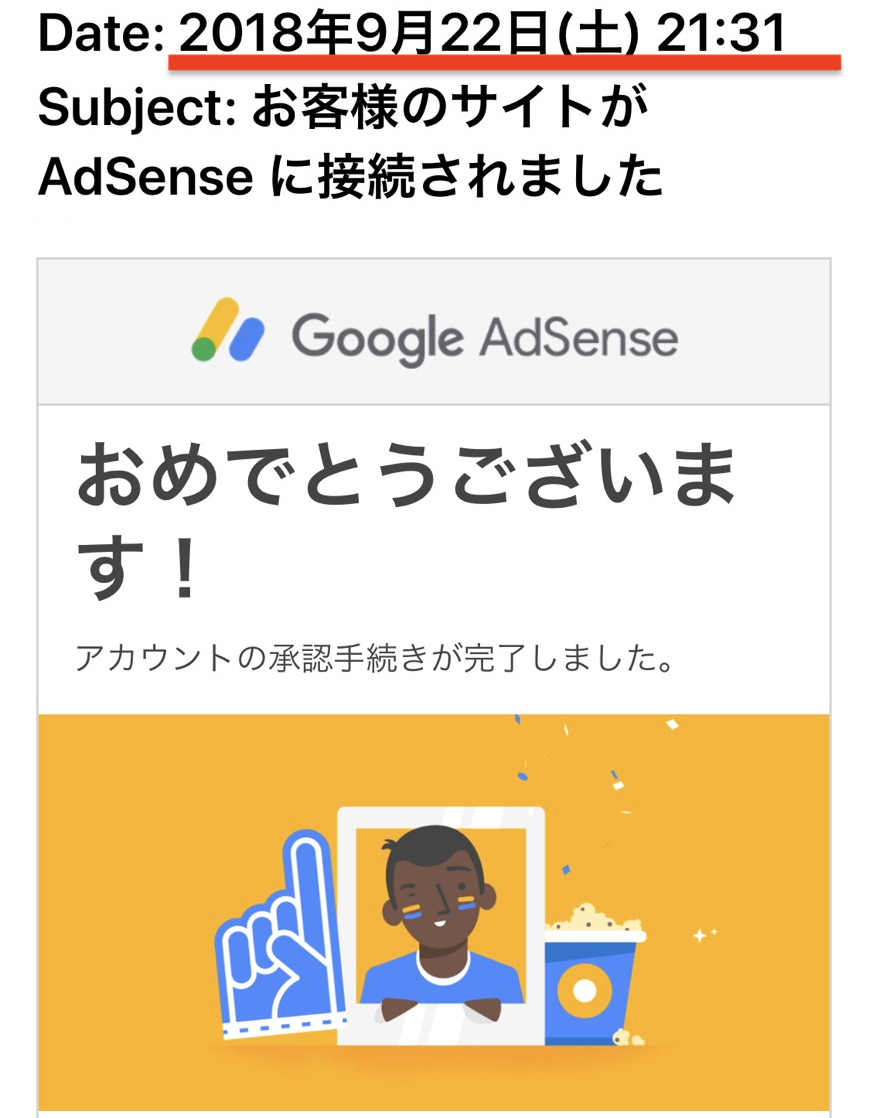 Date: 2018年9月22日(土) 21:31
Subject: お客様のサイトが
AdSense に接続されました
Google AdSense
おめでとうございま
す！
アカウントの承認手続きが完了しました。